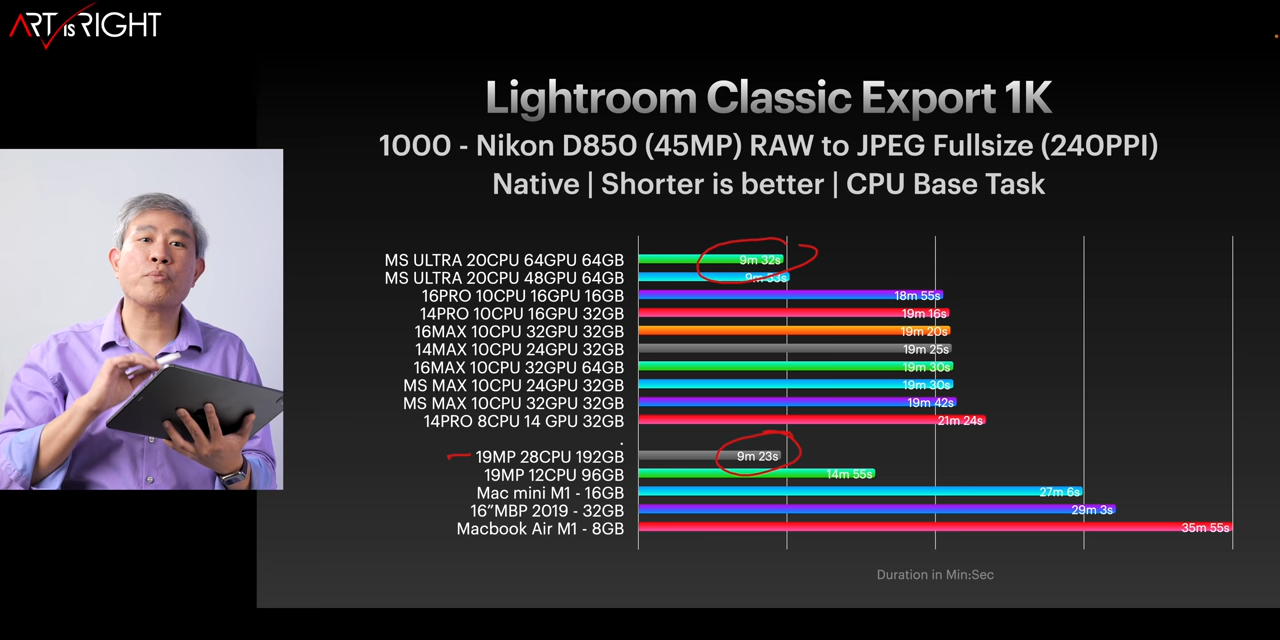 ART IS RIGHT
Lightroom Classic Export 1K
1000 - Nikon D850 (45MP) RAW to JPEG Fullsize (240PPI)
Native | Shorter is better | CPU Base Task
MS ULTRA 20CPU 64GPU 64GB 9m 32s
MS ULTRA 20CPU 48GPU 64GB 9m 53s
16PRO 10CPU 16GPU 16GB 18m 55s
14PRO 10CPU 16GPU 32GB 19m 16s
16MAX 10CPU 32GPU 32GB 19m 20s
14MAX 10CPU 24GPU 32GB 19m 25s
16MAX 10CPU 32GPU 64GB 19m 30s
MS MAX 10CPU 24GPU 32GB 19m 30s
MS MAX 10CPU 32GPU 32GB 19m 42s
14PRO 8CPU 14 GPU 32GB 21m 24s
.
19MP 28CPU 192GB 9m 23s
19MP 12CPU 96GB 14m 55s
Mac mini M1 - 16GB 27m 6s
16”MBP 2019 - 32GB 29m 3s
Macbook Air M1 - 8GB 35m 55s
Duration in Min:Sec